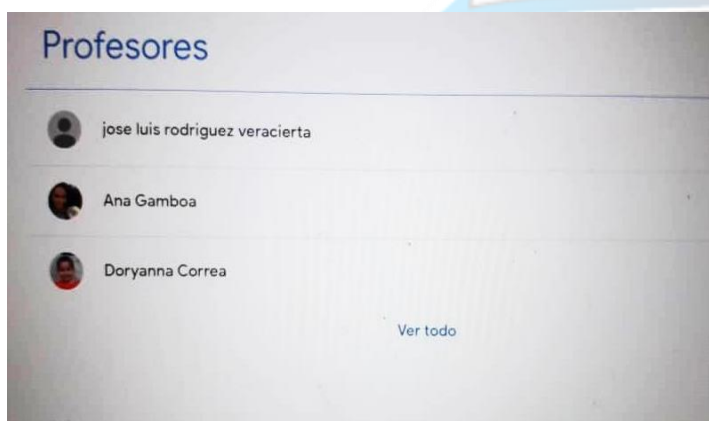 Profesores
jose luis rodriguez veracierta
Ana Gamboa
Doryanna Correa
Ver todo